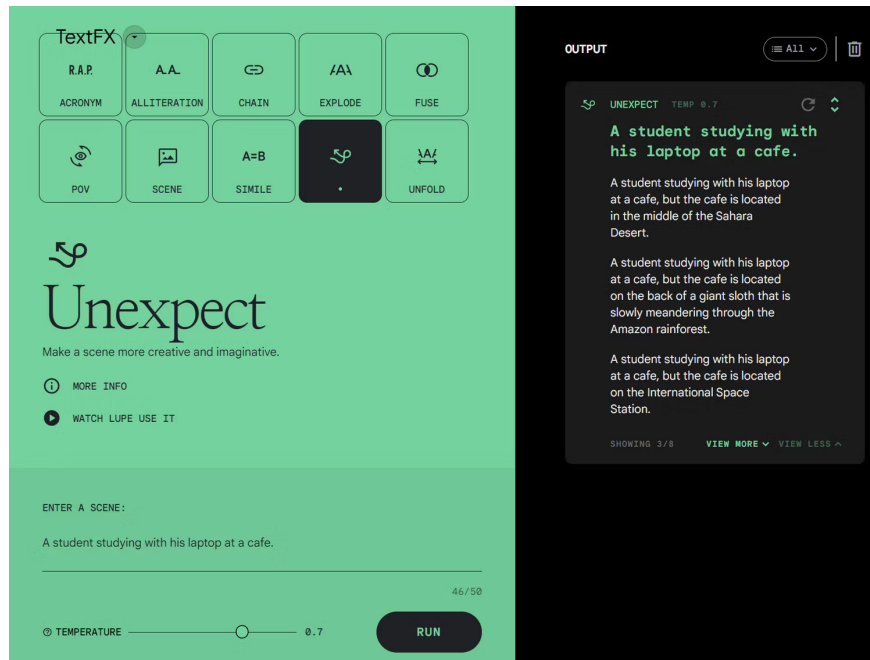 TextFX
R.A.P.
ACRONYM
A.A.
ALLITERATION
CHAIN
/A\
EXPLODE
FUSE
POV
SCENE
A=B
SIMILE
\A/
UNFOLD
Unexpect
Make a scene more creative and imaginative.
MORE INFO
WATCH LUPE USE IT
ENTER A SCENE:
A student studying with his laptop at a cafe.
46/50
TEMPERATURE
0.7
RUN
OUTPUT
All
UNEXPECT TEMP 0.7
A student studying with
his laptop at a cafe.
A student studying with his laptop
at a cafe, but the cafe is located
in the middle of the Sahara
Desert.
A student studying with his laptop
at a cafe, but the cafe is located
on the back of a giant sloth that is
slowly meandering through the
Amazon rainforest.
A student studying with his laptop
at a cafe, but the cafe is located
on the International Space
Station.
SHOWING 3/8 VIEW MORE VIEW LESS